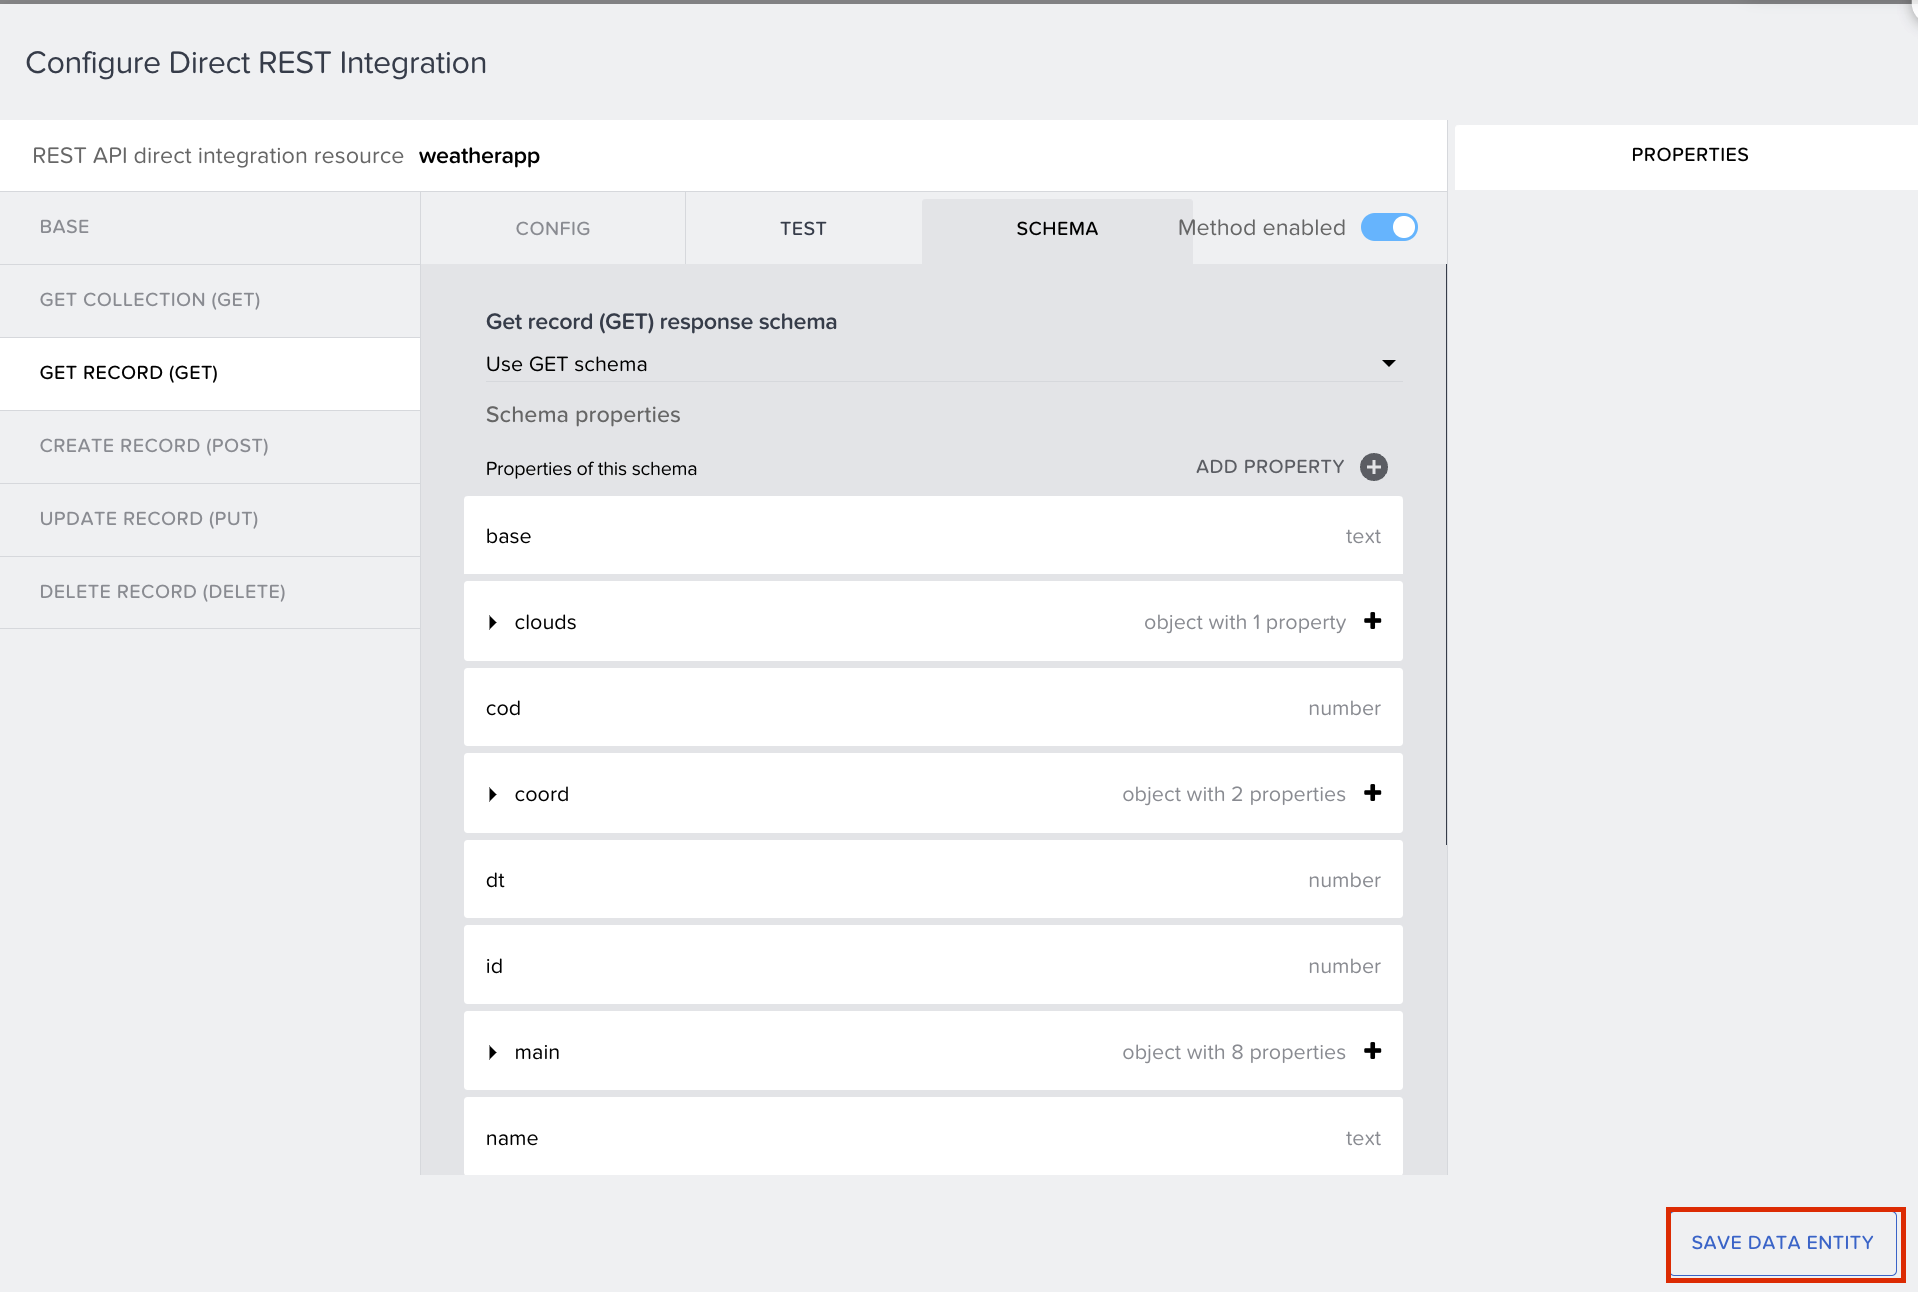 Configure Direct REST Integration
REST API direct integration resource weatherapp
PROPERTIES
BASE
GET COLLECTION (GET)
GET RECORD (GET)
CREATE RECORD (POST)
UPDATE RECORD (PUT)
DELETE RECORD (DELETE)
CONFIG
TEST
SCHEMA
Method enabled
Get record (GET) response schema
Use GET schema
Schema properties
Properties of this schema
ADD PROPERTY
base text
clouds object with 1 property
cod number
coord object with 2 properties
dt number
id number
main object with 8 properties
name text
SAVE DATA ENTITY